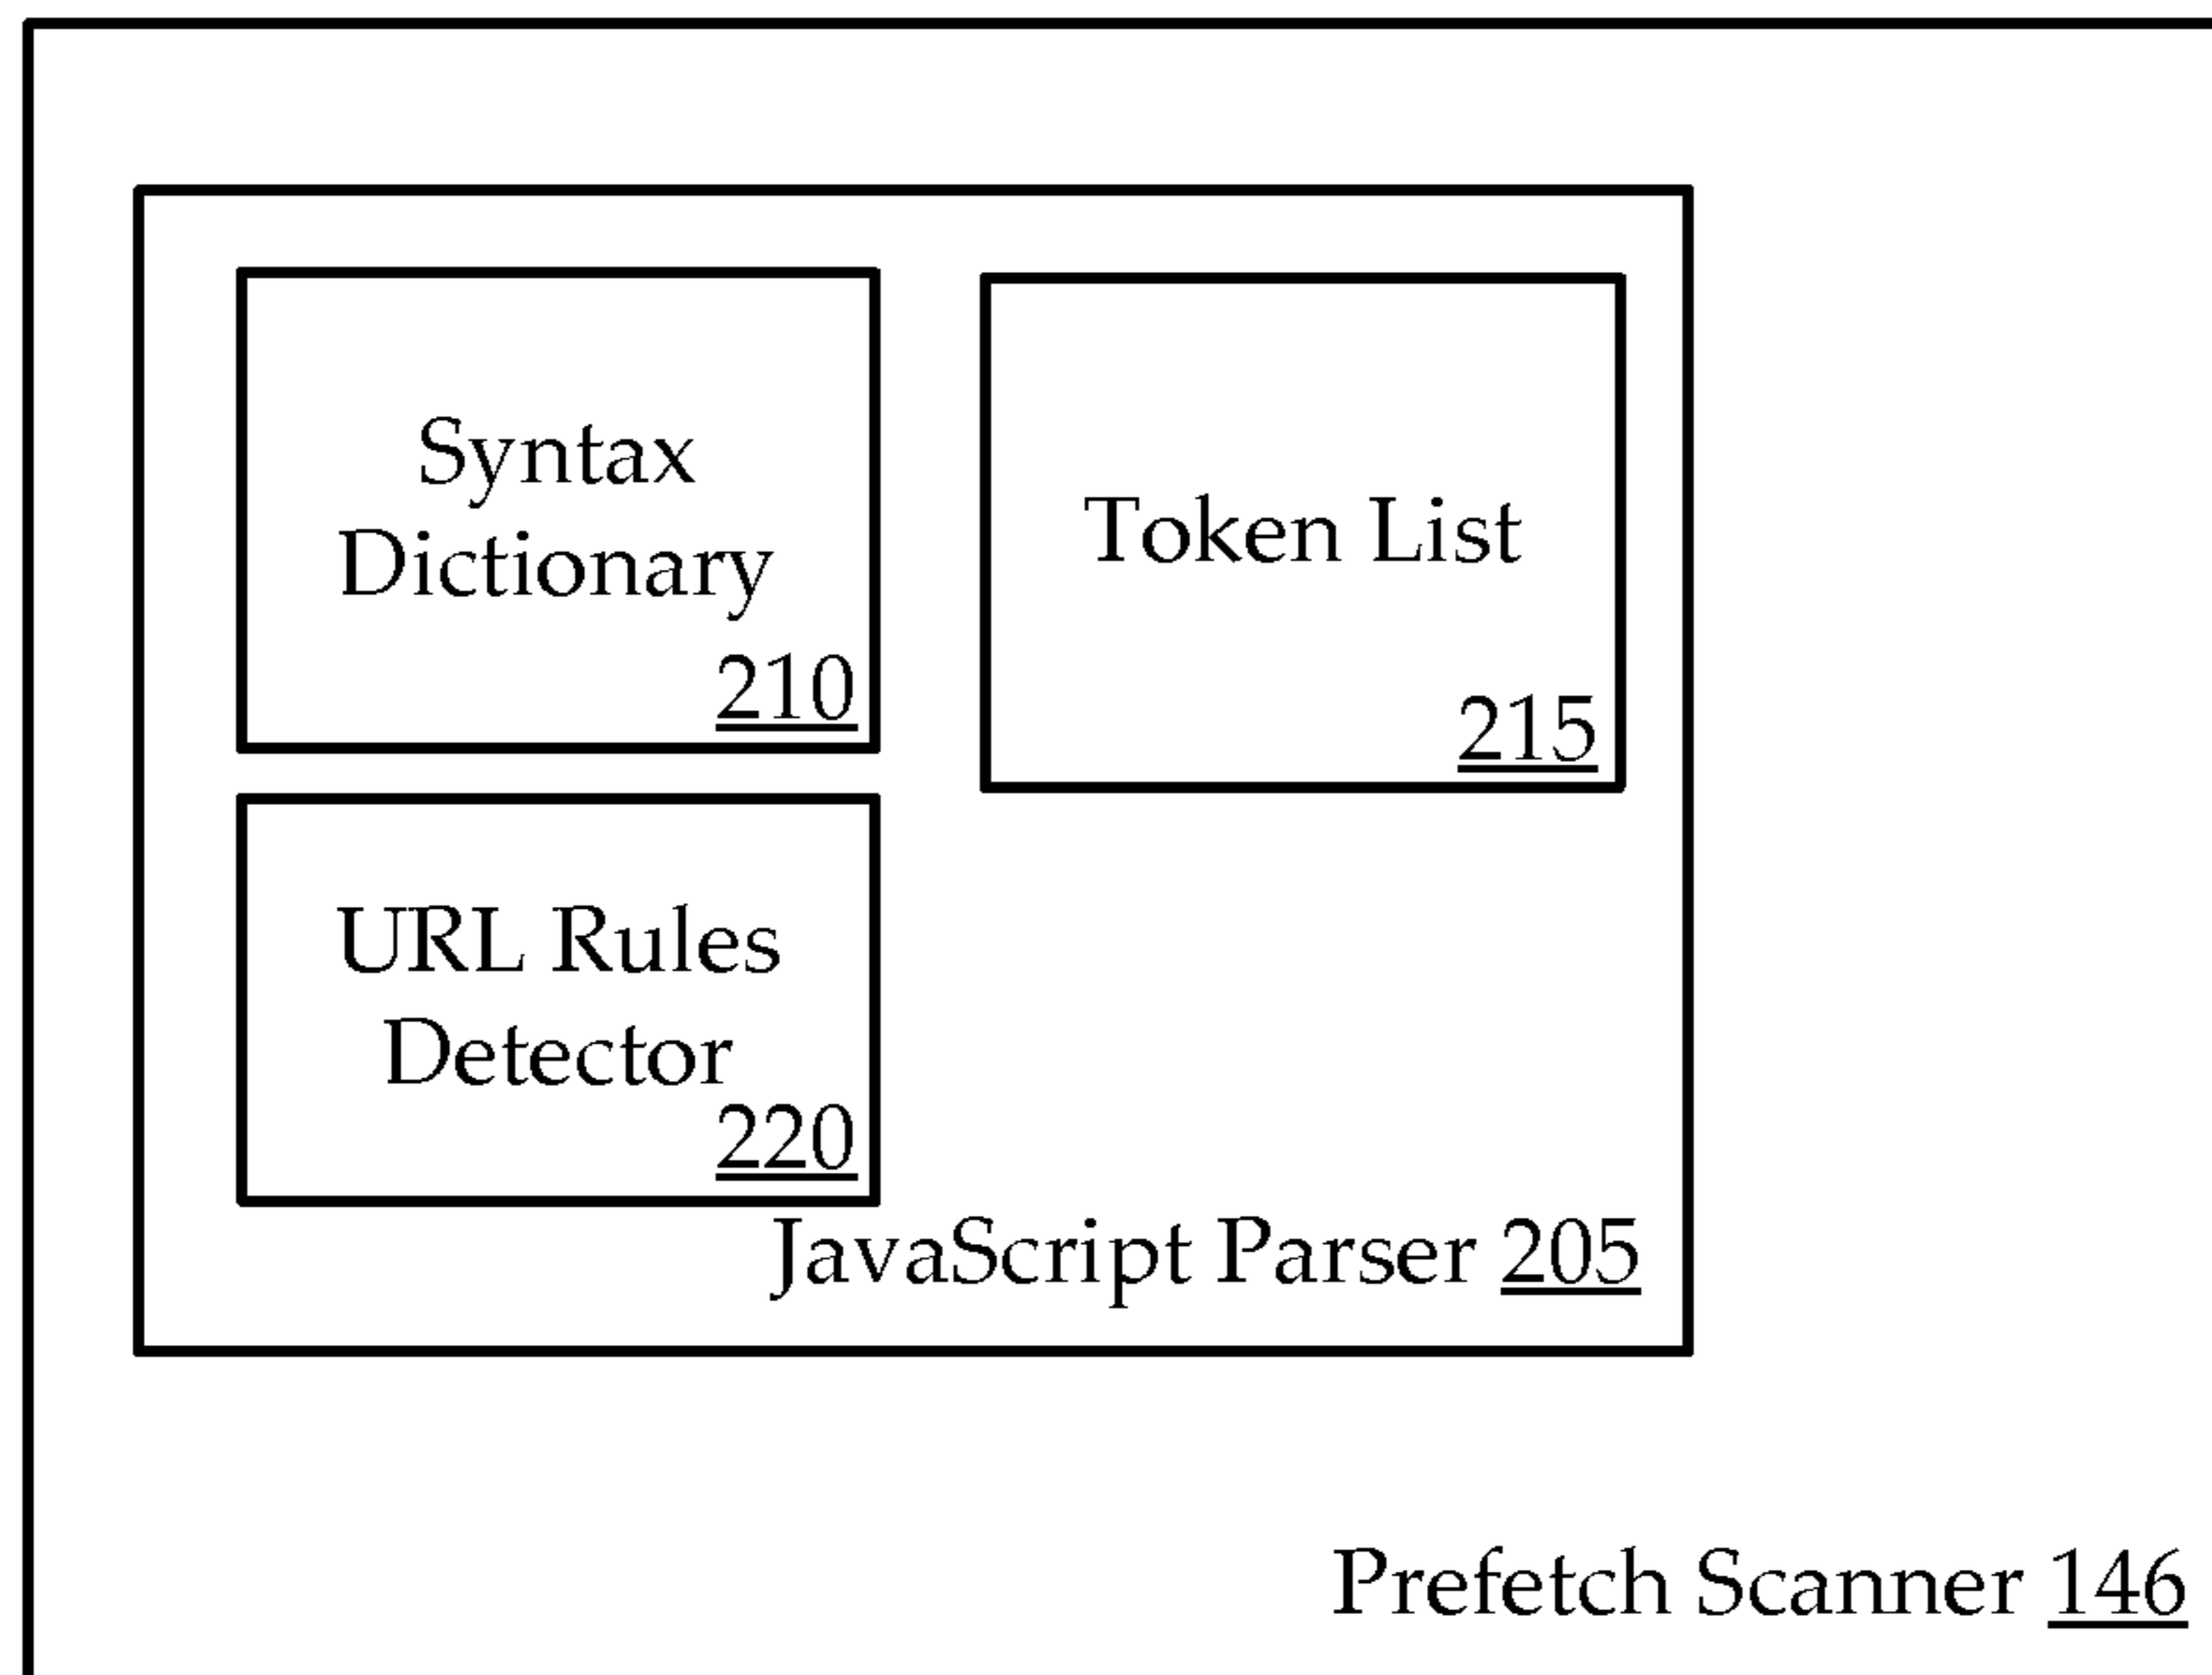 Syntax
Dictionary
210
Token List
215
URL Rules
Detector
220
JavaScript Parser 205
Prefetch Scanner 146